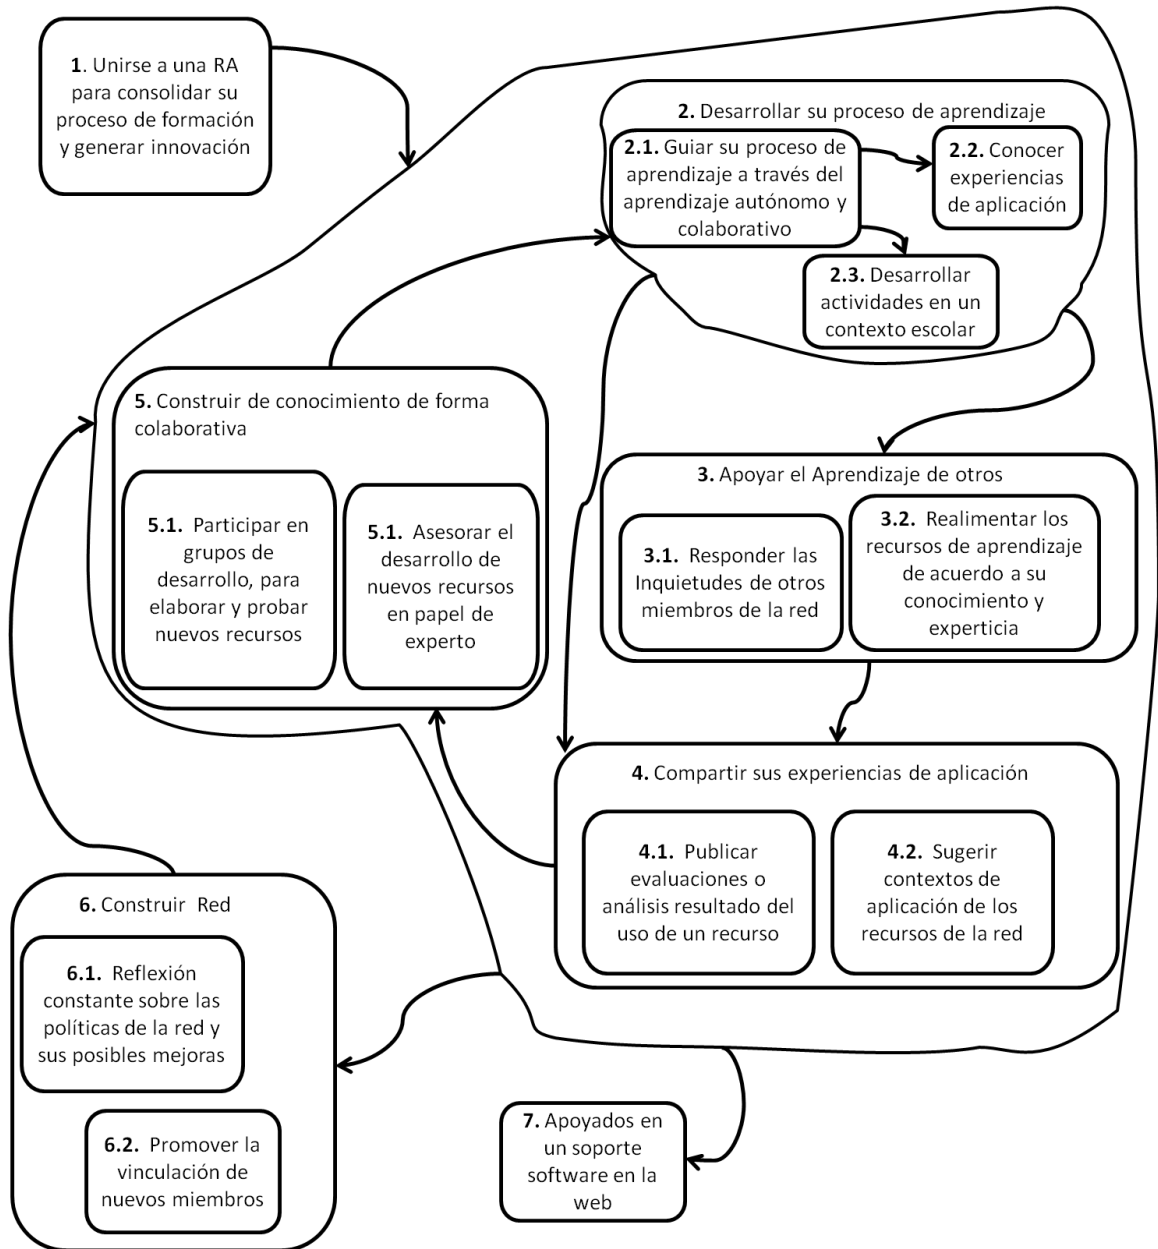 1. Unirse a una RA
para consolidar su
proceso de formación
y generar innovación
2. Desarrollar su proceso de aprendizaje
2.1. Guiar su proceso de
aprendizaje a través del
aprendizaje autónomo y
colaborativo
2.2. Conocer
experiencias
de aplicación
2.3. Desarrollar
actividades en un
contexto escolar
5. Construir de conocimiento de forma
colaborativa
5.1. Participar en
grupos de
desarrollo, para
elaborar y probar
nuevos recursos
5.1. Asesorar el
desarrollo de
nuevos recursos
en papel de
experto
3. Apoyar el Aprendizaje de otros
3.1. Responder las
Inquietudes de otros
miembros de la red
3.2. Realimentar los
recursos de aprendizaje
de acuerdo a su
conocimiento y
experticia
4. Compartir sus experiencias de aplicación
4.1. Publicar
evaluaciones o
análisis resultado del
uso de un recurso
4.2. Sugerir
contextos de
aplicación de los
recursos de la red
6. Construir Red
6.1. Reflexión
constante sobre las
políticas de la red y
sus posibles mejoras
6.2. Promover la
vinculación de
nuevos miembros
7. Apoyados en
un soporte
software en la
web